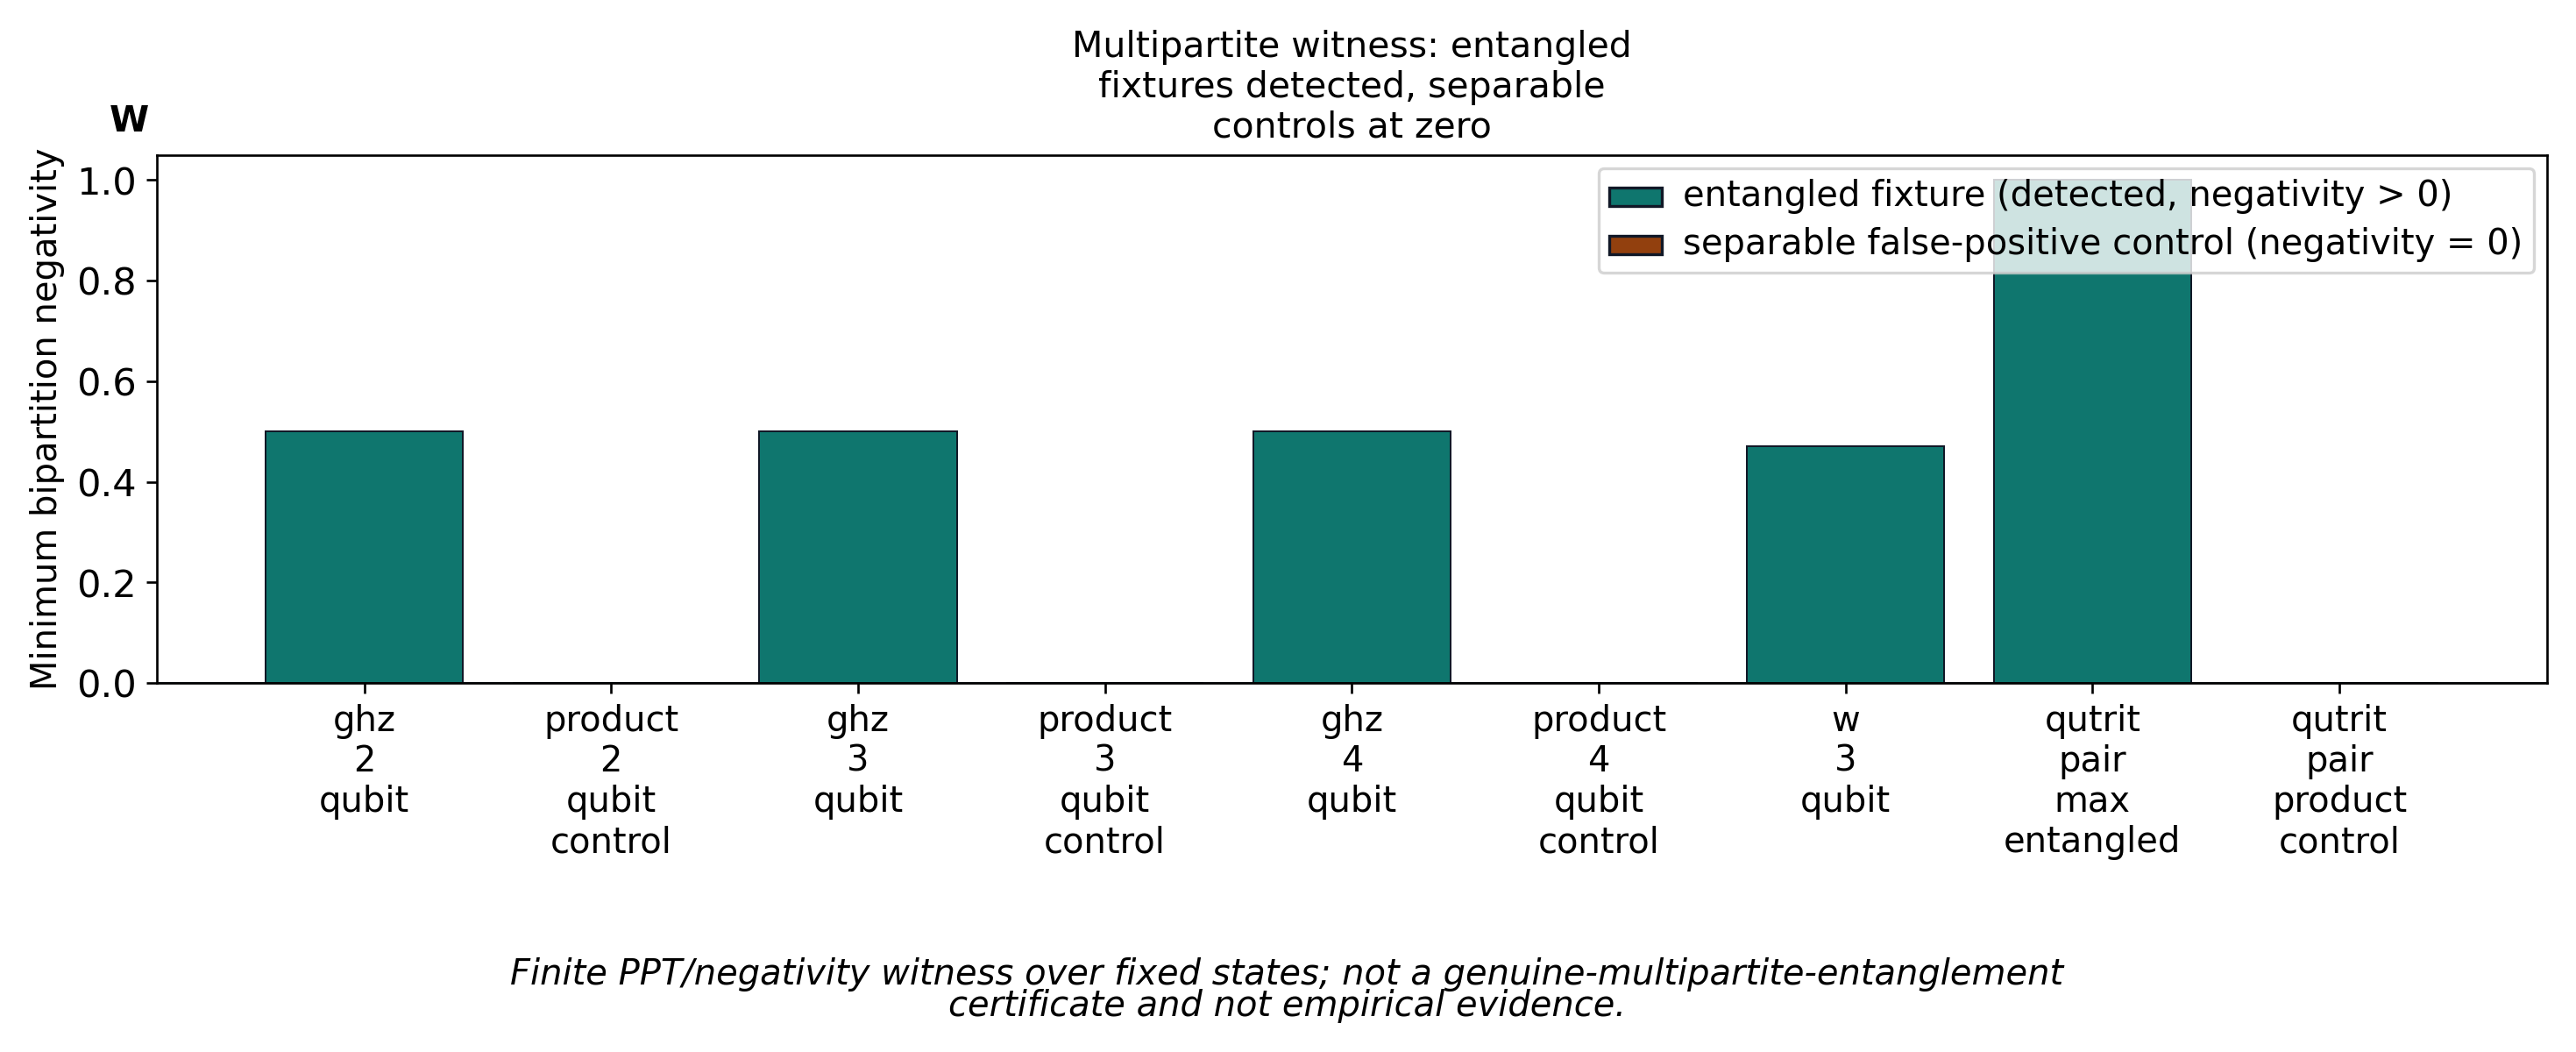 Multipartite witness: entangled
fixtures detected, separable
controls at zero
W
Minimum bipartition negativity
1.0
0.8
0.6
0.4
0.2
0.0
entangled fixture (detected, negativity > 0)
separable false-positive control (negativity = 0)
ghz
2
qubit
product
2
qubit
control
ghz
3
qubit
product
3
qubit
control
ghz
4
qubit
product
4
qubit
control
w
3
qubit
qutrit
pair
max
entangled
qutrit
pair
product
control
Finite PPT/negativity witness over fixed states; not a genuine-multipartite-entanglement
certificate and not empirical evidence.